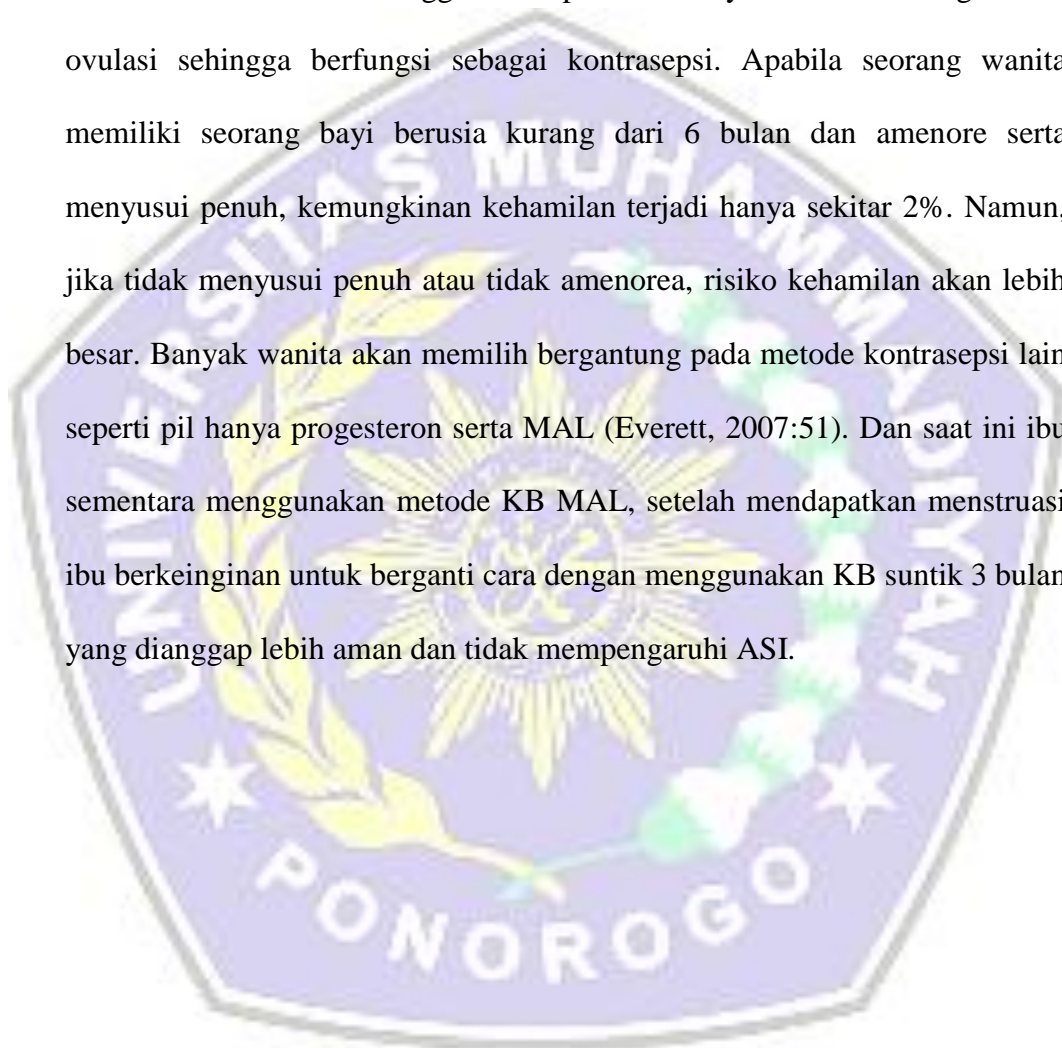 ovulasi sehingga berfungsi sebagai kontrasepsi. Apabila seorang wanita
memiliki seorang bayi berusia kurang dari 6 bulan dan amenore serta
menyusui penuh, kemungkinan kehamilan terjadi hanya sekitar 2%. Namun,
jika tidak menyusui penuh atau tidak amenorea, risiko kehamilan akan lebih
besar. Banyak wanita akan memilih bergantung pada metode kontrasepsi lain
seperti pil hanya progesteron serta MAL (Everett, 2007:51). Dan saat ini ibu
sementara menggunakan metode KB MAL, setelah mendapatkan menstruasi
ibu berkeinginan untuk berganti cara dengan menggunakan KB suntik 3 bulan
yang dianggap lebih aman dan tidak mempengaruhi ASI.
UNIVERSITAS MUHAMMADIYAH
PONOROGO